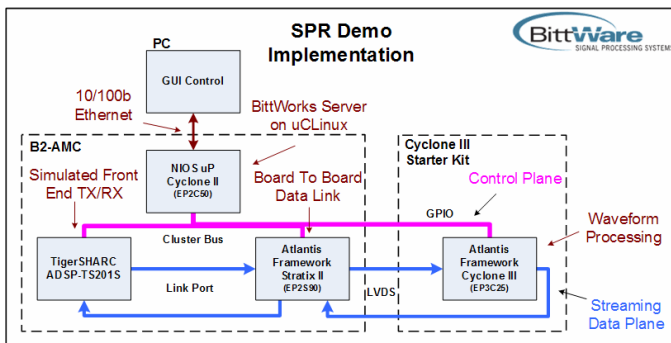 PC
SPR Demo
Implementation
BittWare
SIGNAL PROCESSING SYSTEMS
GUI Control
10/100b
Ethernet
BittWorks Server
on uCLinux
B2-AMC
Cyclone III
Starter Kit
Simulated Front
End TX/RX
NIOS uP
Cyclone II
(EP2C50)
Board To Board
Data Link
Control Plane
GPIO
Cluster Bus
Waveform
Processing
TigerSHARC
ADSP-TS201S
Atlantis
Framework
Stratix II
(EP2S90)
Atlantis
Framework
Cyclone III
(EP3C25)
Link Port
LVDS
Streaming
Data Plane